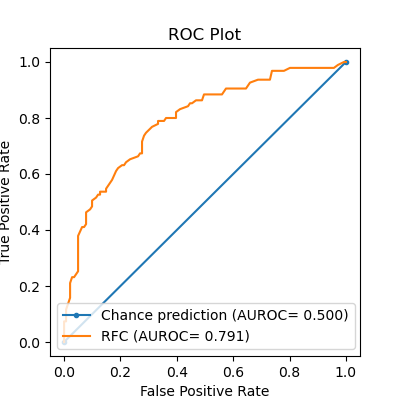 ROC Plot
True Positive Rate
1.0
0.8
0.6
0.4
0.2
0.0
Chance prediction (AUROC= 0.500)
RFC (AUROC= 0.791)
0.0 0.2 0.4 0.6 0.8 1.0
False Positive Rate